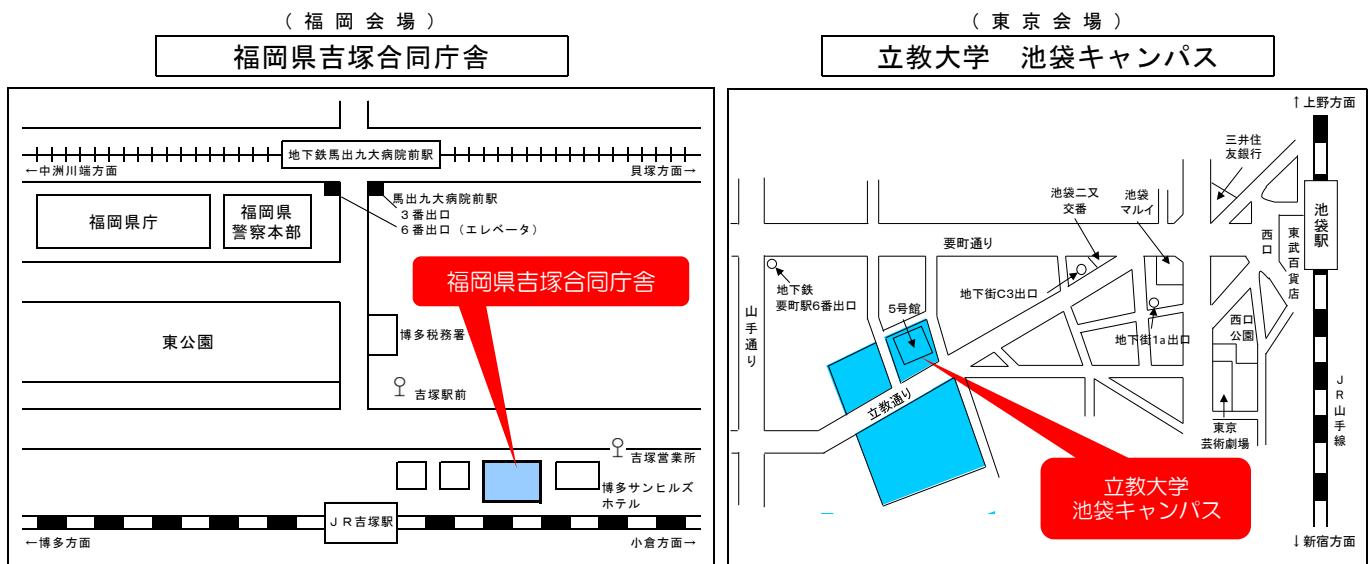 （福岡会場）
福岡県吉塚合同庁舎
地下鉄馬出九大病院前駅
←中洲川端方面
貝塚方面→
福岡県庁
福岡県
警察本部
馬出九大病院前駅
３番出口
６番出口（エレベータ）
福岡県吉塚合同庁舎
東公園
博多税務署
吉塚駅前
吉塚営業所
博多サンヒルズ
ホテル
ＪＲ吉塚駅
←博多方面
小倉方面→
（東京会場）
立教大学　池袋キャンパス
↑上野方面
三井住
友銀行
池袋二又
交番
池袋
マルイ
池袋駅
西口
東武百貨店
要町通り
地下鉄
要町駅6番出口
地下街C3出口
山手通り
5号館
地下街1a出口
西口
公園
立教通り
ＪＲ山手線
東京
芸術劇場
立教大学
池袋キャンパス
↓新宿方面